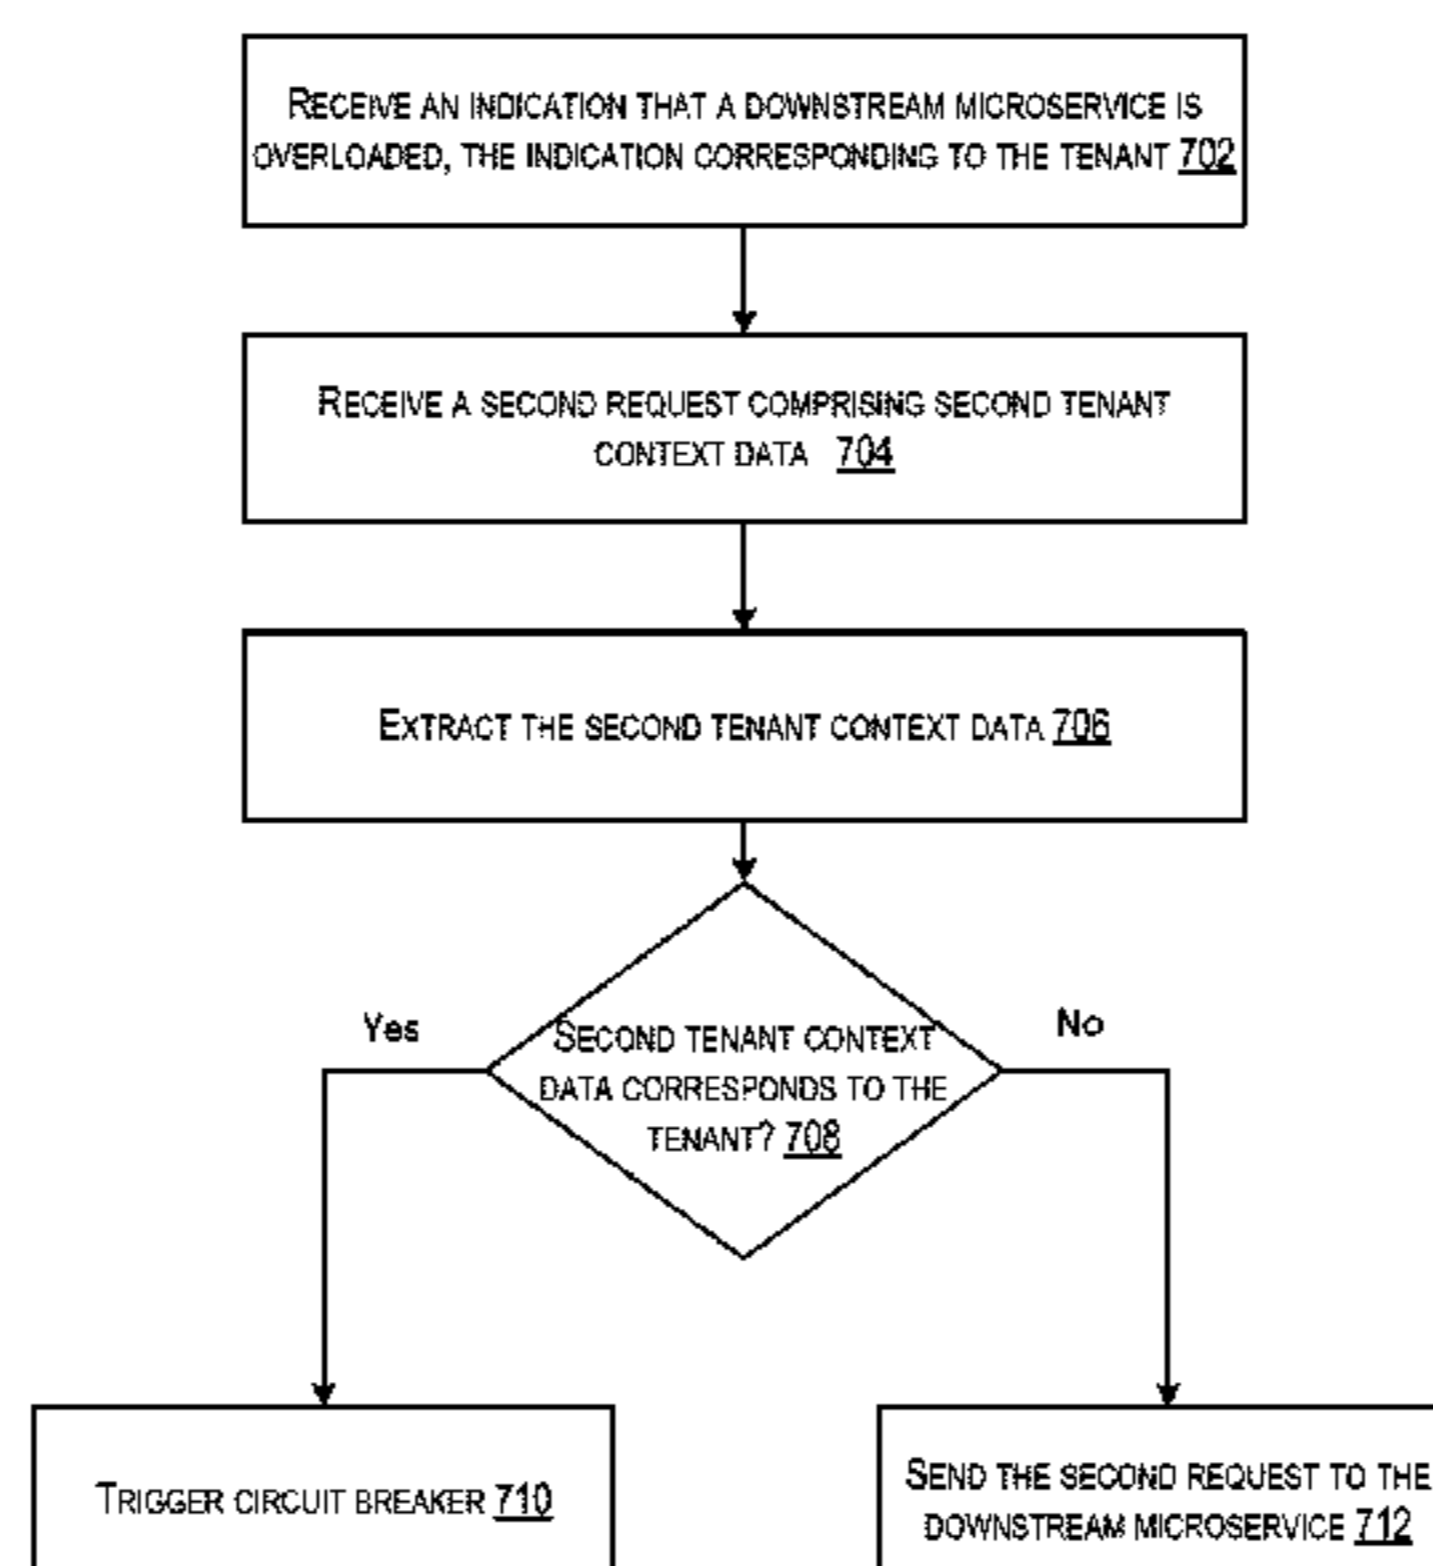 RECEIVE AN INDICATION THAT A DOWNSTREAM MICROSERVICE IS
OVERLOADED, THE INDICATION CORRESPONDING TO THE TENANT 702
RECEIVE A SECOND REQUEST COMPRISING SECOND TENANT
CONTEXT DATA 704
EXTRACT THE SECOND TENANT CONTEXT DATA 706
SECOND TENANT CONTEXT
DATA CORRESPONDS TO THE
TENANT? 708
Yes
No
TRIGGER CIRCUIT BREAKER 710
SEND THE SECOND REQUEST TO THE
DOWNSTREAM MICROSERVICE 712